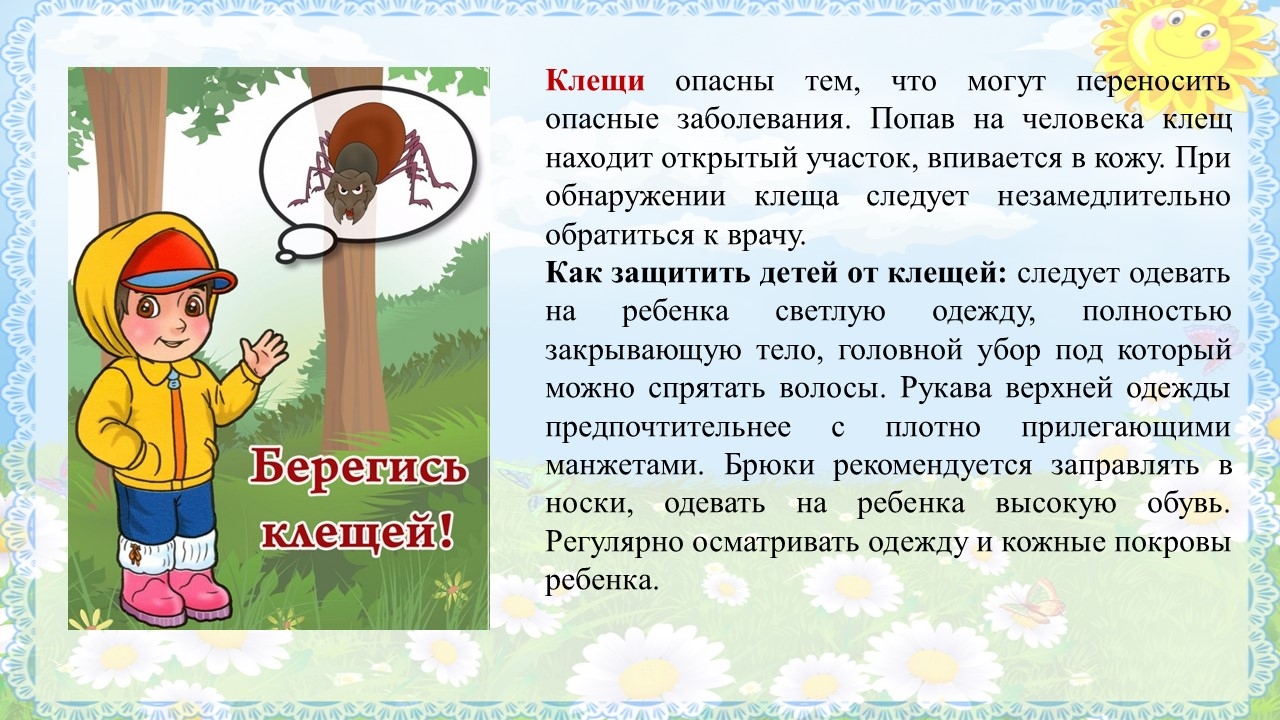 Клещи опасны тем, что могут переносить
опасные заболевания. Попав на человека клещ
находит открытый участок, впивается в кожу. При
обнаружении клеща следует незамедлительно
обратиться к врачу.
Как защитить детей от клещей: следует одевать
на ребенка светлую одежду, полностью
закрывающую тело, головной убор под который
можно спрятать волосы. Рукава верхней одежды
предпочтительнее с плотно прилегающими
манжетами. Брюки рекомендуется заправлять в
носки, одевать на ребенка высокую обувь.
Регулярно осматривать одежду и кожные покровы
ребенка.
Берегись
клещей!